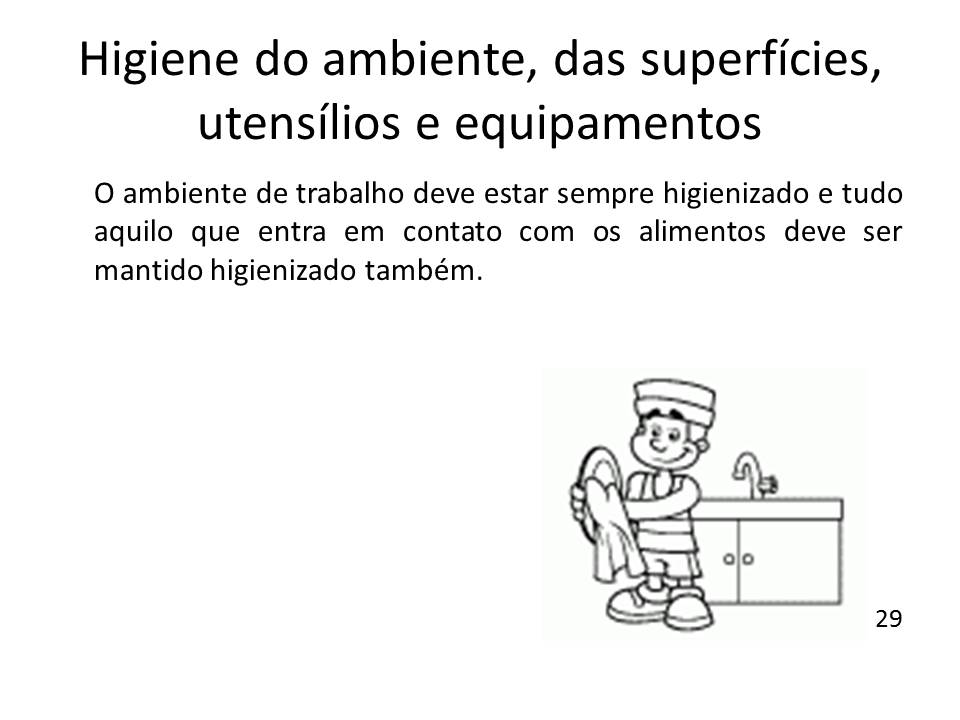 Higiene do ambiente, das superfícies,
utensílios e equipamentos
O ambiente de trabalho deve estar sempre higienizado e tudo
aquilo que entra em contato com os alimentos deve ser
mantido higienizado também.
29